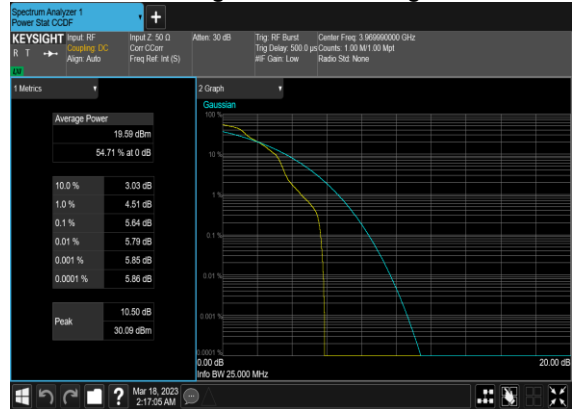 Spectrum Analyzer 1
Power Stat CCDF
+
KEYSIGHT
R T
Input: RF
Coupling: DC
Align: Auto
Input Z: 50 Ω
Corr CCorr
Freq Ref: Int (S)
Atten: 30 dB
Trig: RF Burst
Trig Delay: 500.0 µs
#IF Gain: Low
Center Freq: 3.969990000 GHz
Counts: 1.00 M/1.00 Mpt
Radio Std: None
1 Metrics
Average Power
19.59 dBm
54.71 % at 0 dB
10.0 % 3.03 dB
1.0 % 4.51 dB
0.1 % 5.64 dB
0.01 % 5.79 dB
0.001 % 5.85 dB
0.0001 % 5.86 dB
Peak
10.50 dB
30.09 dBm
2 Graph
Gaussian
100 %
10 %
1 %
0.1 %
0.01 %
0.001 %
0.0001 %
0.00 dB 20.00 dB
Info BW 25.000 MHz
?
Mar 18, 2023
2:17:05 AM